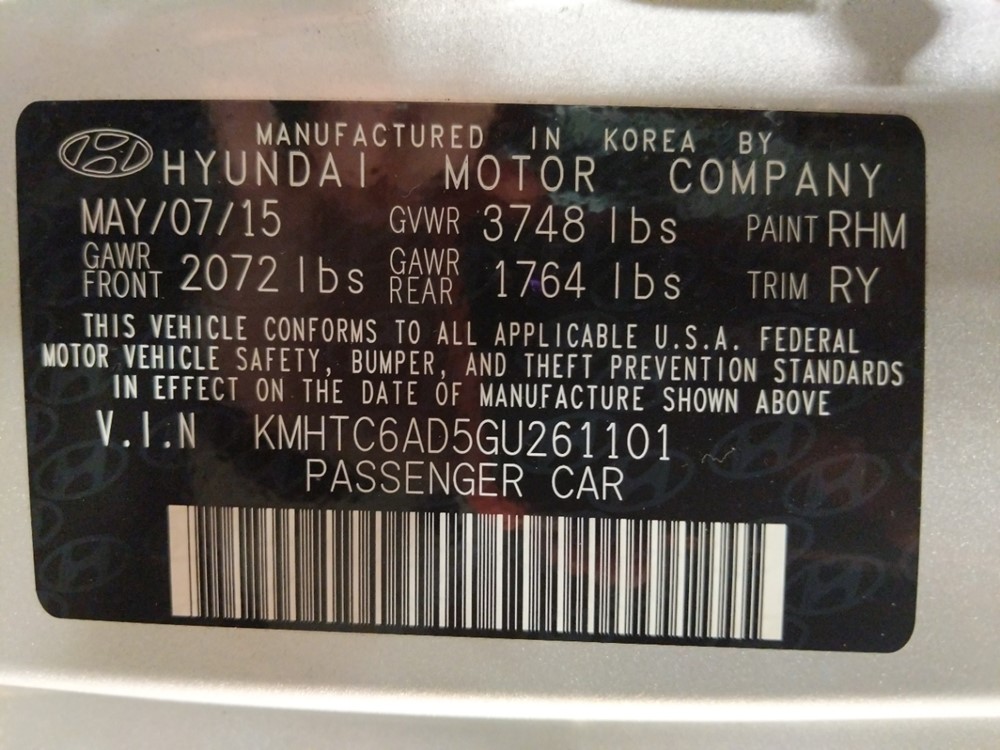 MANUFACTURED IN KOREA BY
HYUNDAI MOTOR COMPANY
MAY/07/15 GVWR 3748 lbs PAINT RHM
GAWR FRONT 2072 lbs GAWR REAR 1764 lbs TRIM RY
THIS VEHICLE CONFORMS TO ALL APPLICABLE U.S.A. FEDERAL
MOTOR VEHICLE SAFETY, BUMPER, AND THEFT PREVENTION STANDARDS
IN EFFECT ON THE DATE OF MANUFACTURE SHOWN ABOVE
V.I.N KMHTC6AD5GU261101
PASSENGER CAR